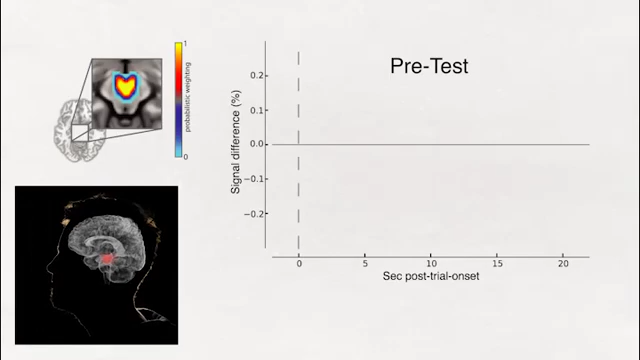 1
probabilistic weighting
0
Pre-Test
Signal difference (%)
0.2
0.1
0.0
−0.1
−0.2
0 5 10 15 20
Sec post-trial-onset